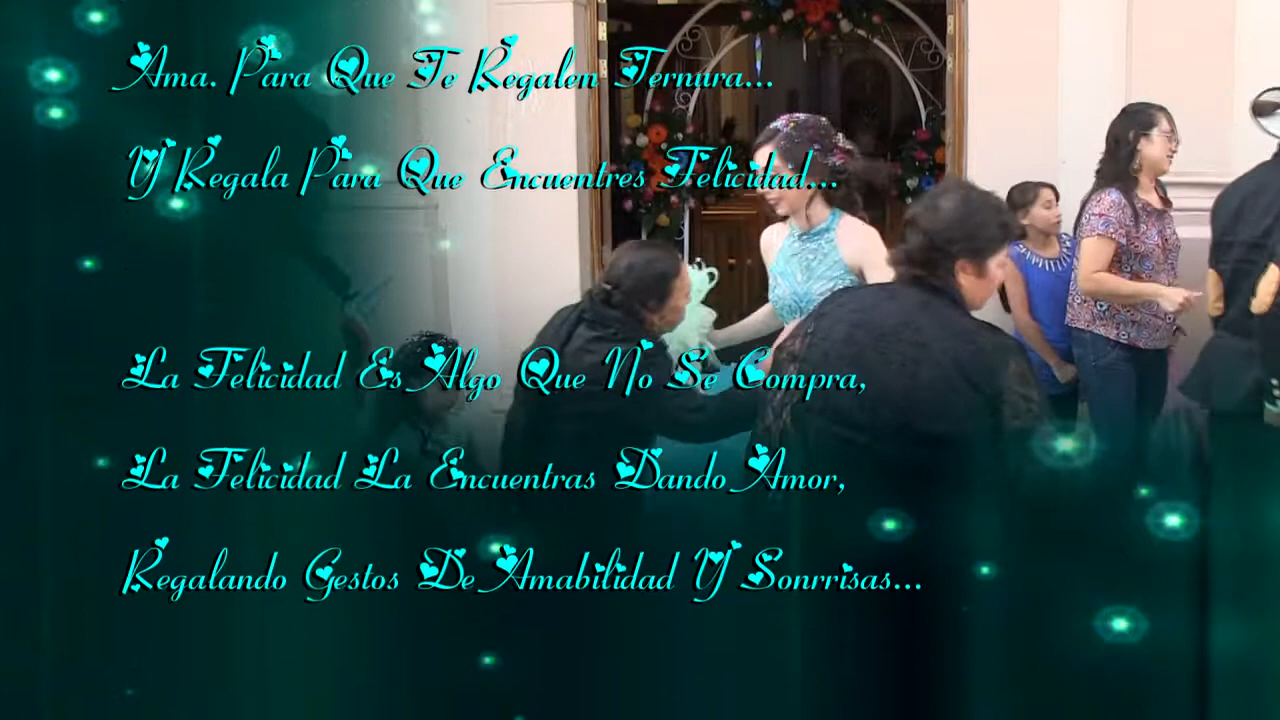 Ama. Para Que Te Regalen Ternura...
Y Regala Para Que Encuentres Felicidad...
La Felicidad Es Algo Que No Se Compra,
La Felicidad La Encuentras Dando Amor,
Regalando Gestos De Amabilidad Y Sonrrisas...